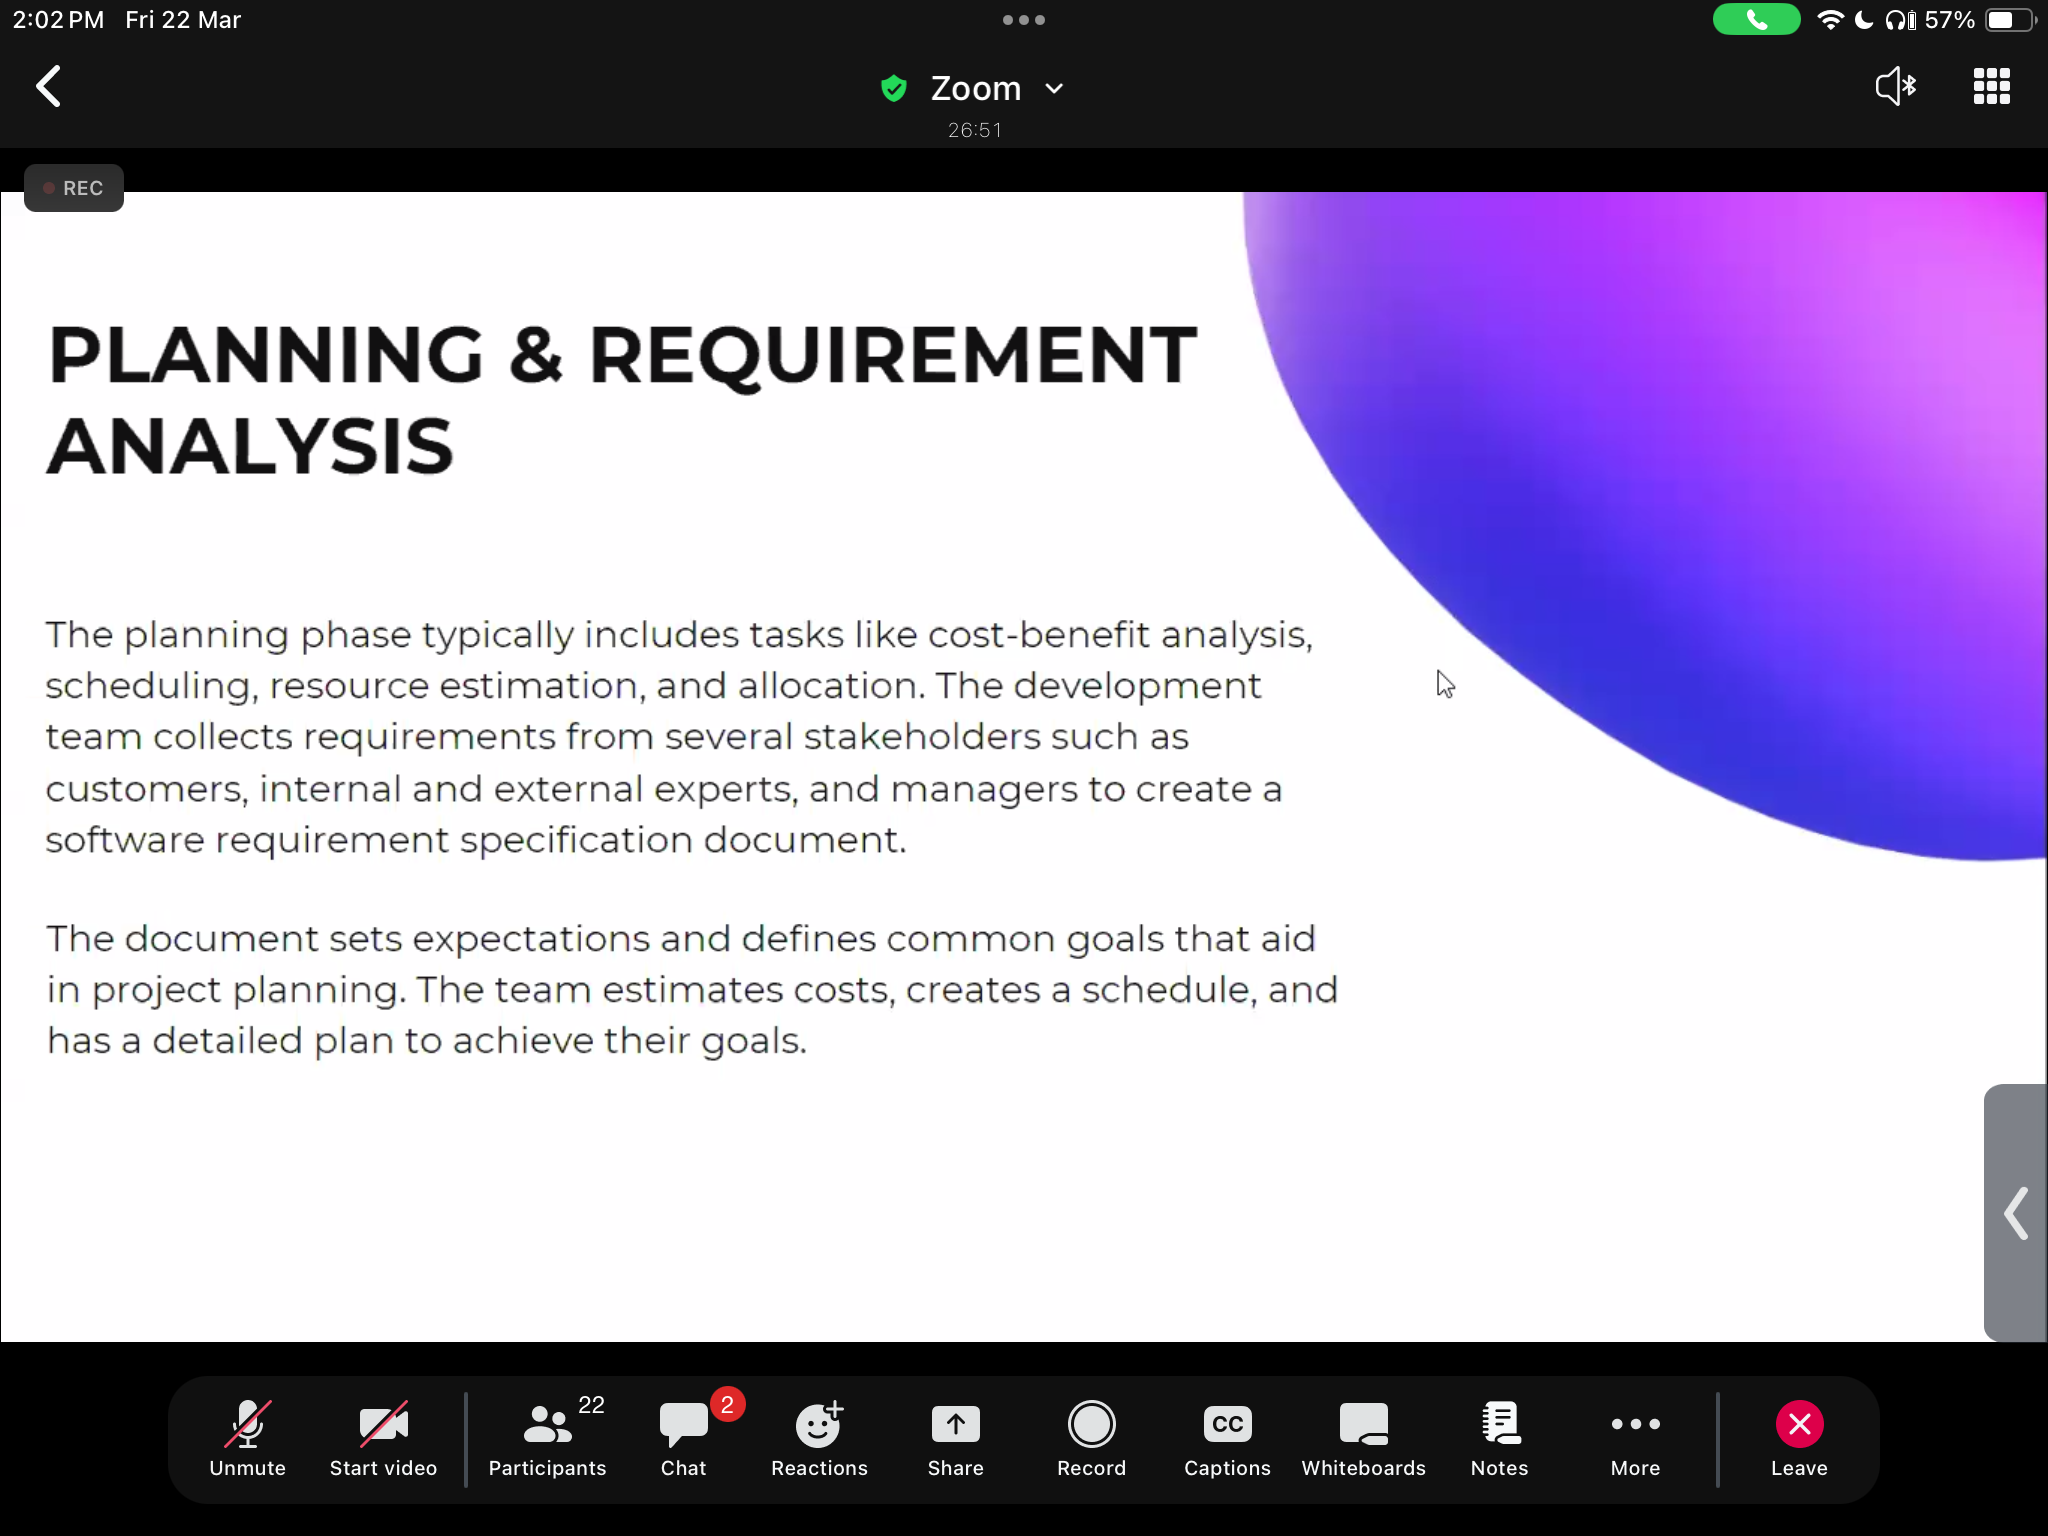 2:02 PM Fri 22 Mar
57%
Zoom
26:51
REC
PLANNING & REQUIREMENT
ANALYSIS
The planning phase typically includes tasks like cost-benefit analysis,
scheduling, resource estimation, and allocation. The development
team collects requirements from several stakeholders such as
customers, internal and external experts, and managers to create a
software requirement specification document.
The document sets expectations and defines common goals that aid
in project planning. The team estimates costs, creates a schedule, and
has a detailed plan to achieve their goals.
22
2
CC
Unmute Start video Participants Chat Reactions Share Record Captions Whiteboards Notes More Leave